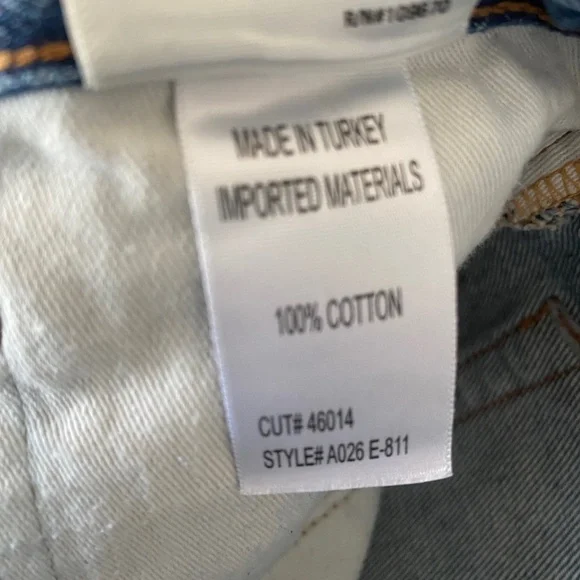 MADE IN TURKEY
IMPORTED MATERIALS
100% COTTON
CUT# 46014
STYLE# A026 E-811